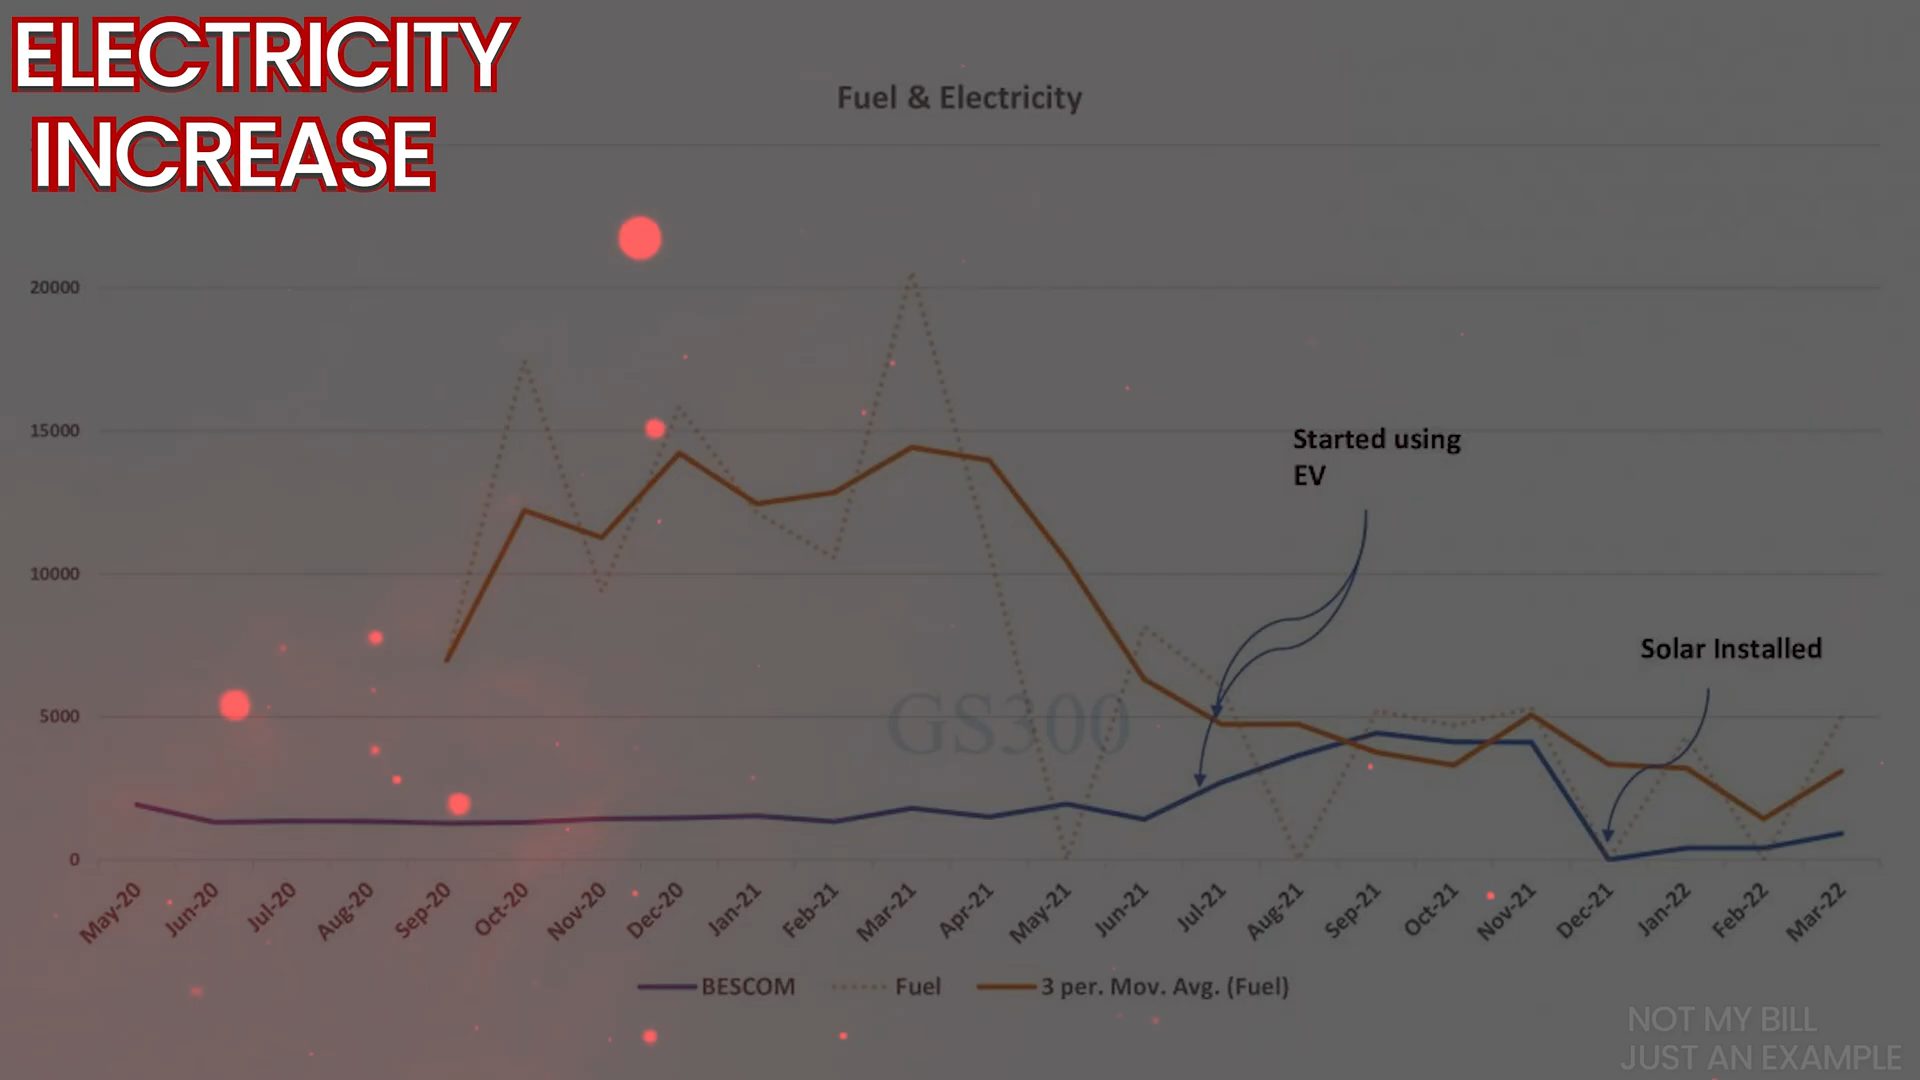 ELECTRICITY
INCREASE
Fuel & Electricity
20000
15000
10000
5000
0
Started using
EV
Solar Installed
GS300
May-20
Jun-20
Jul-20
Aug-20
Sep-20
Oct-20
Nov-20
Dec-20
Jan-21
Feb-21
Mar-21
Apr-21
May-21
Jun-21
Jul-21
Aug-21
Sep-21
Oct-21
Nov-21
Dec-21
Jan-22
Feb-22
Mar-22
BESCOM
Fuel
3 per. Mov. Avg. (Fuel)
NOT MY BILL
JUST AN EXAMPLE